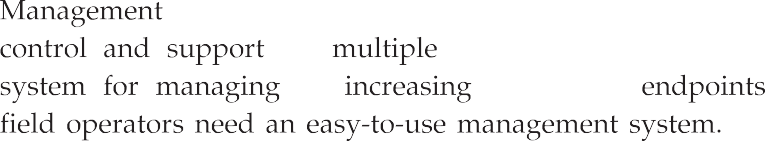 Management
control and support multiple
system for managing increasing endpoints
field operators need an easy-to-use management system.